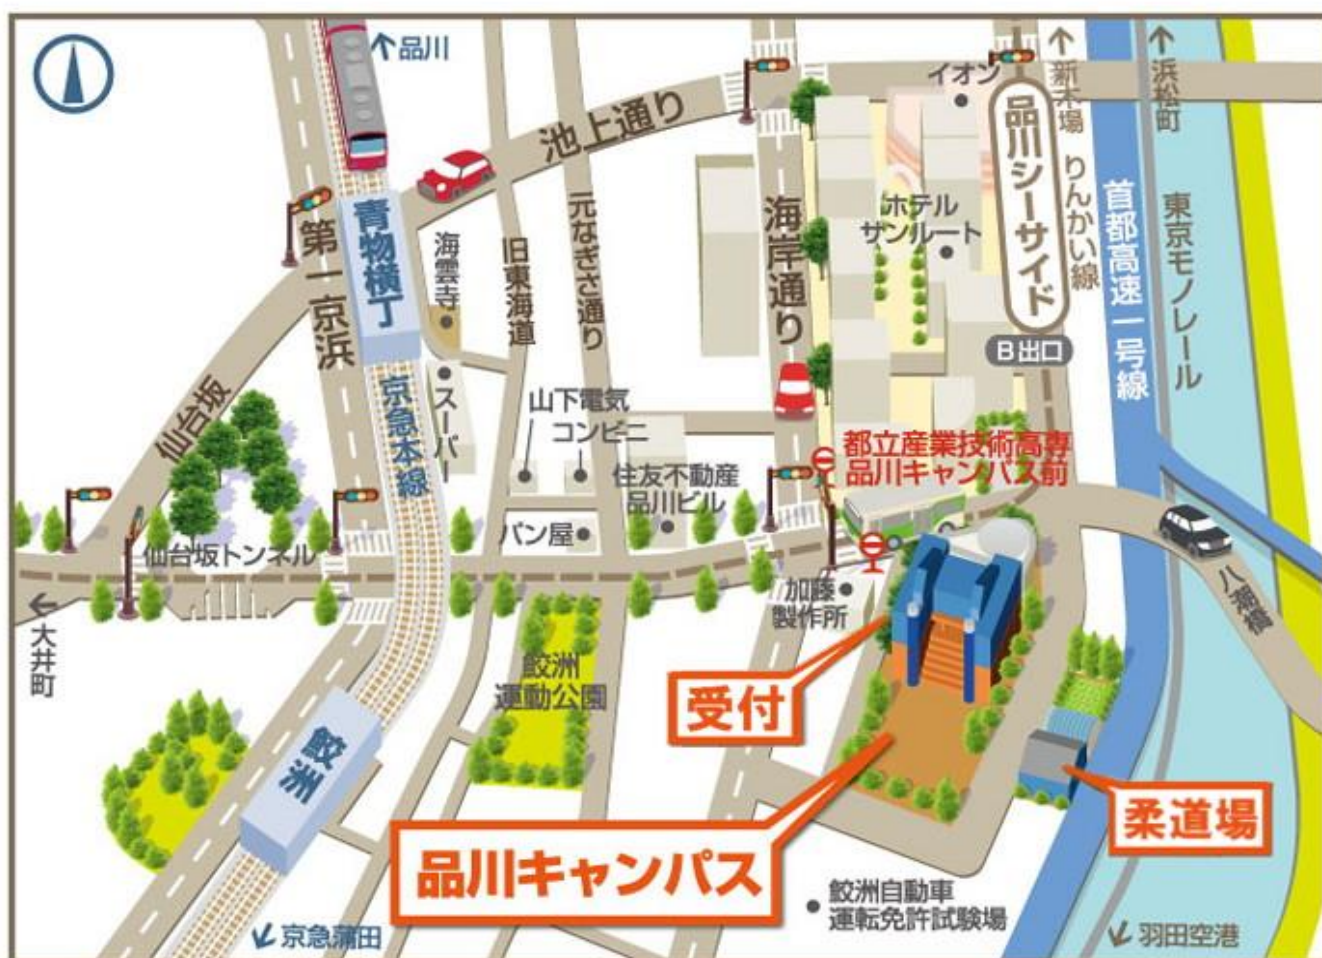 品川
池上通り
イオン
新木場
浜松町
品川シーサイド
りんかい線
首都高速一号線
東京モノレール
青物横丁
第一京浜
海雲寺
旧東海道
元なぎさ通り
海岸通り
ホテル
サンルート
B出口
仙台坂
京急本線
スーパー
山下電気
コンビニ
住友不動産
品川ビル
都立産業技術高専
品川キャンパス前
パン屋
仙台坂トンネル
加藤
製作所
八潮橋
大井町
鮫洲
運動公園
受付
鮫洲
品川キャンパス
柔道場
鮫洲自動車
運転免許試験場
京急蒲田
羽田空港